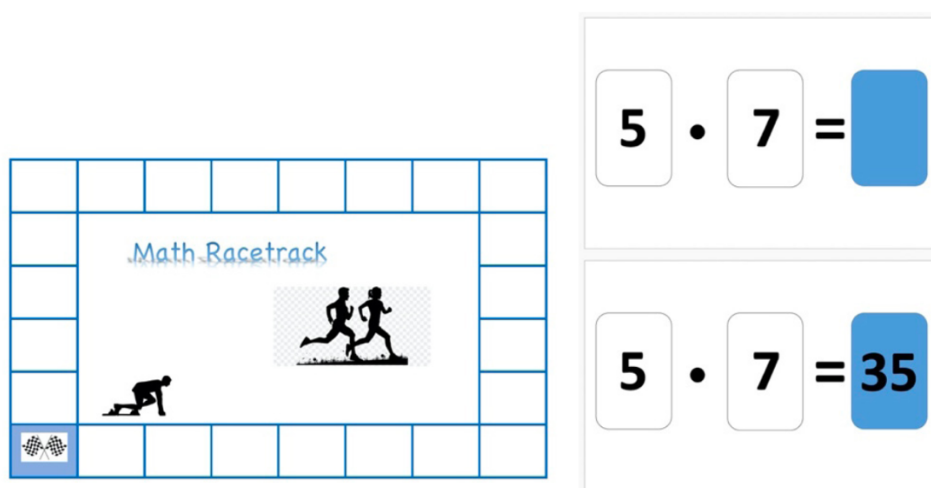 Math Racetrack
5 • 7 =
5 • 7 = 35